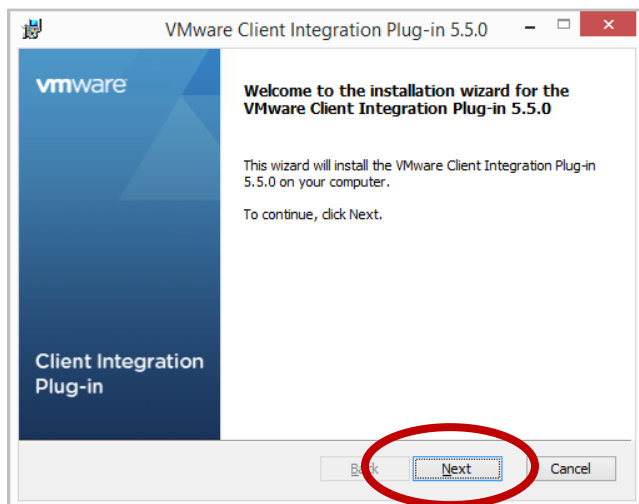 VMware Client Integration Plug-in 5.5.0
vmware
Welcome to the installation wizard for the
VMware Client Integration Plug-in 5.5.0
This wizard will install the VMware Client Integration Plug-in
5.5.0 on your computer.
To continue, click Next.
Client Integration
Plug-in
Back
Next
Cancel